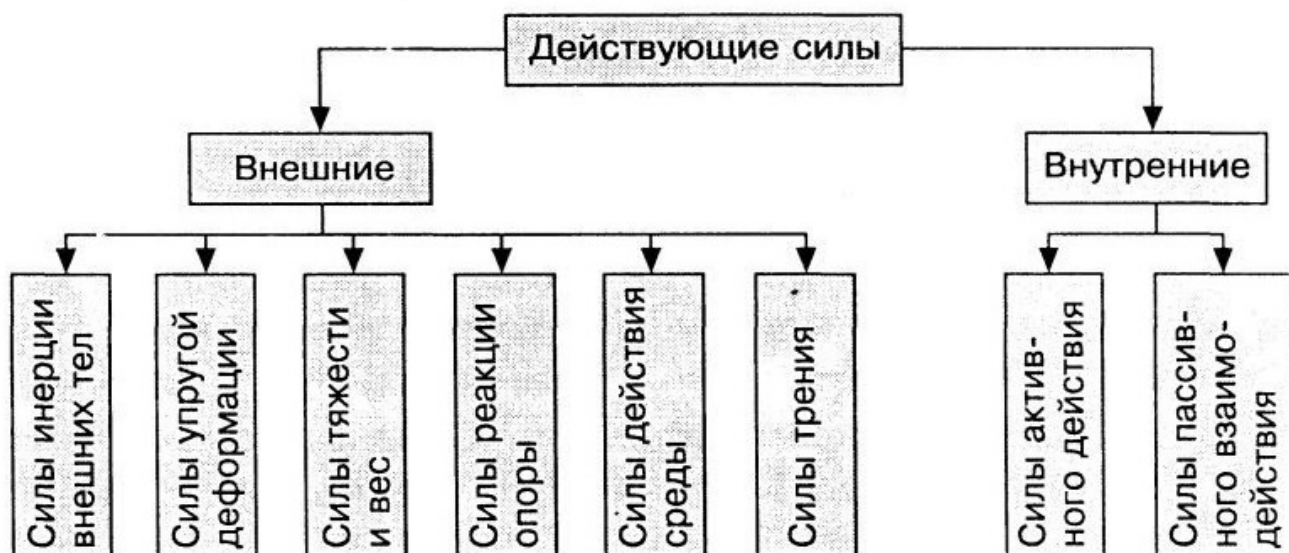 Действующие силы
Внешние
Внутренние
Силы инерции
внешних тел
Силы упругой
деформации
Силы тяжести
и вес
Силы реакции
опоры
Силы действия
среды
Силы трения
Силы актив-
ного действия
Силы пассив-
ного взаимо-
действия